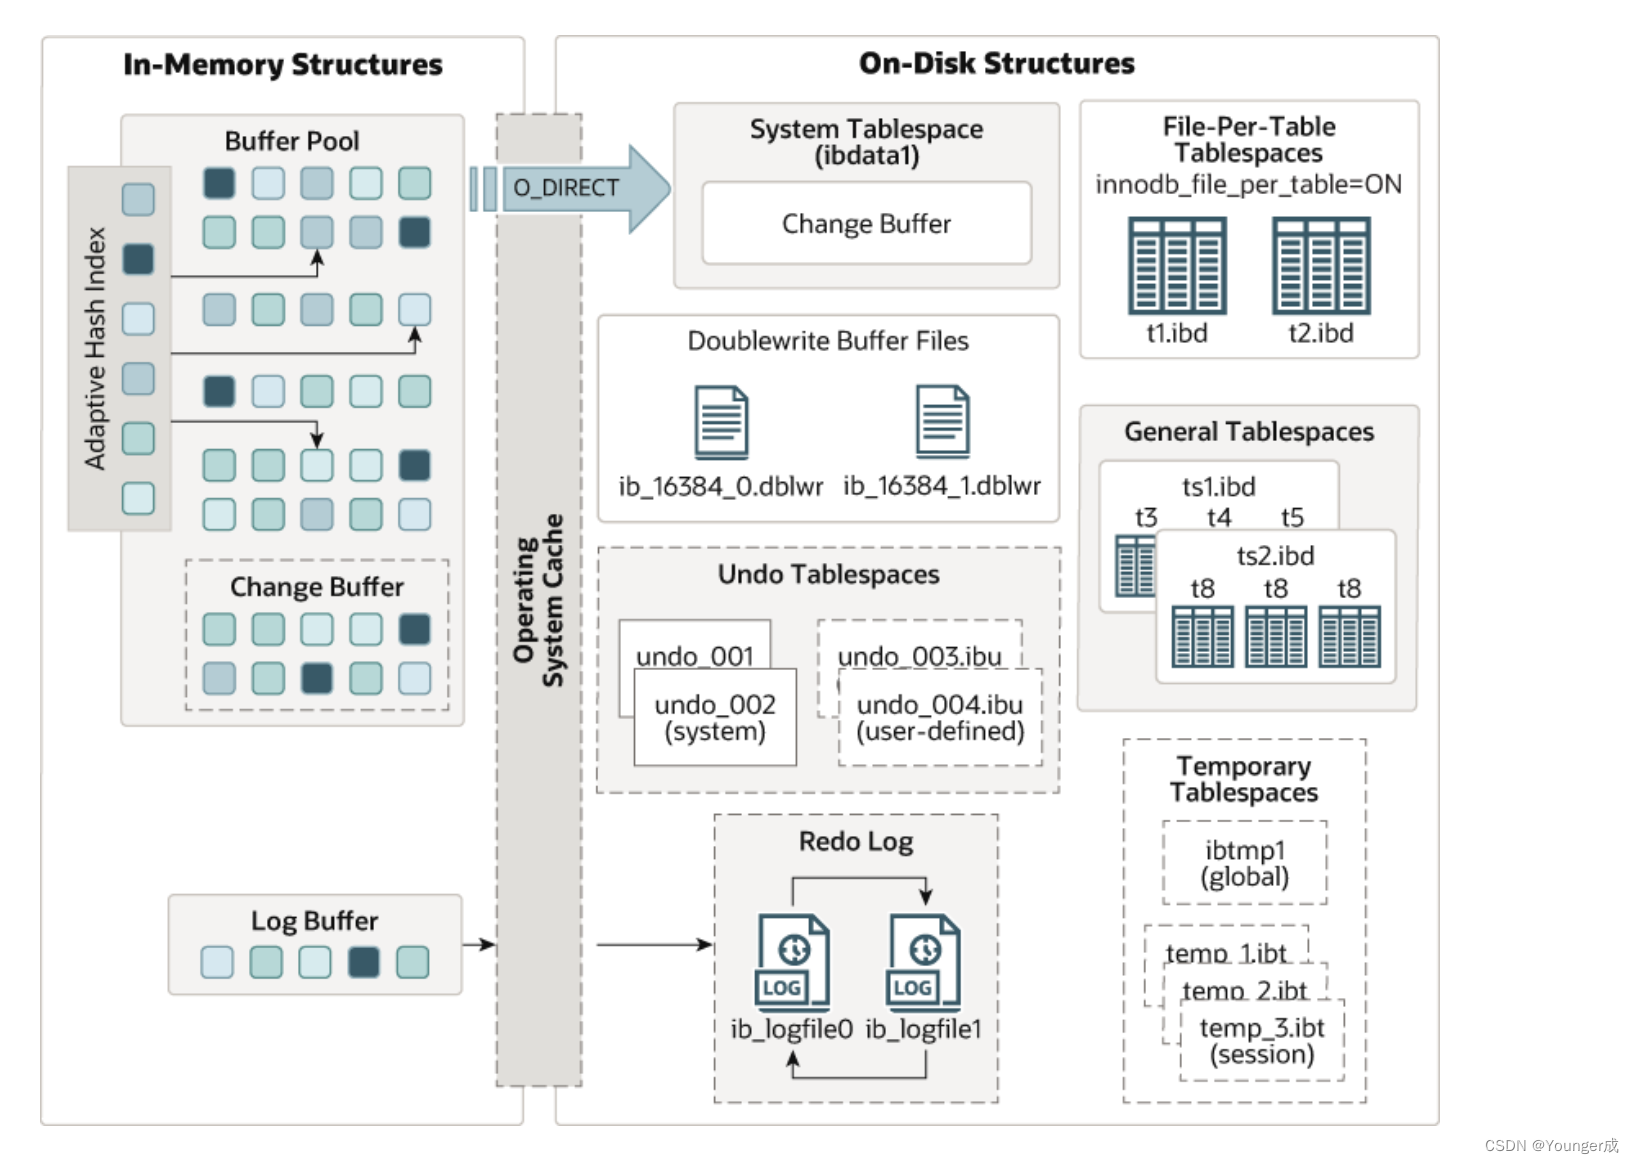 In-Memory Structures
Buffer Pool
Adaptive Hash Index
Change Buffer
Log Buffer
Operating
System Cache
O_DIRECT
On-Disk Structures
System Tablespace
(ibdata1)
Change Buffer
Doublewrite Buffer Files
ib_16384_0.dblwr
ib_16384_1.dblwr
Undo Tablespaces
undo_001
undo_002
(system)
undo_003.ibu
undo_004.ibu
(user-defined)
Redo Log
LOG
LOG
ib_logfile0
ib_logfile1
File-Per-Table
Tablespaces
innodb_file_per_table=ON
t1.ibd
t2.ibd
General Tablespaces
ts1.ibd
t3 t4 t5
ts2.ibd
t8 t8 t8
Temporary
Tablespaces
ibtmp1
(global)
temp_1.ibt
temp_2.ibt
temp_3.ibt
(session)
CSDN @Younger成